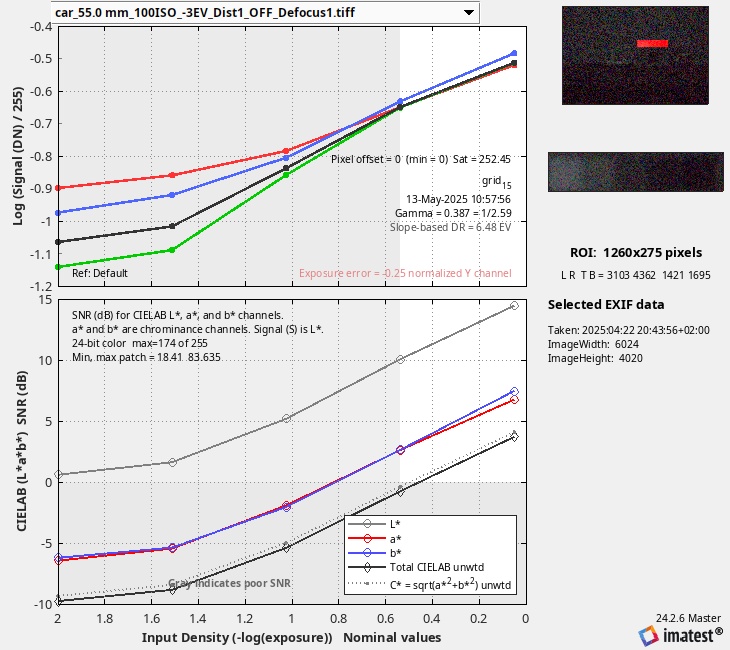 car_55.0 mm_100ISO_-3EV_Dist1_OFF_Defocus1.tiff
-0.4
-0.5
-0.6
-0.7
-0.8
-0.9
-1
-1.1
-1.2
Log (Signal (DN) / 255)
Pixel offset = 0 (min = 0) Sat = 252.45
grid15
13-May-2025 10:57:56
Gamma = 0.387 = 1/2.59
Slope-based DR = 6.48 EV
Ref: Default
Exposure error = -0.25 normalized Y channel
ROI: 1260x275 pixels
L R T B = 3103 4362 1421 1695
Selected EXIF data
Taken: 2025:04:22 20:43:56+02:00
ImageWidth: 6024
ImageHeight: 4020
15
10
5
0
-5
-10
CIELAB (L*a*b*) SNR (dB)
SNR (dB) for CIELAB L*, a*, and b* channels.
a* and b* are chrominance channels. Signal (S) is L*.
24-bit color max=174 of 255
Min, max patch = 18.41 83.635
L*
a*
b*
Total CIELAB unwtd
C* = sqrt(a*2+b*2) unwtd
Gray indicates poor SNR
2 1.8 1.6 1.4 1.2 1 0.8 0.6 0.4 0.2 0
Input Density (-log(exposure)) Nominal values
24.2.6 Master
imatest®